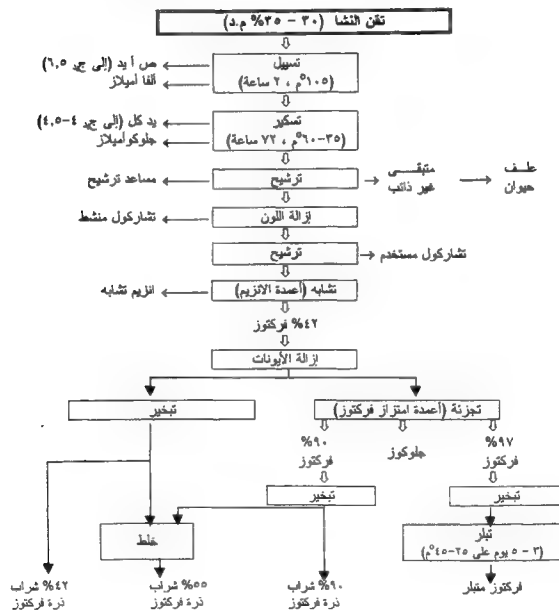 تقن النشا (٣٠ - ٣٥% م.د)
ص أ يد (إلى جيد ٦,٥)
ألفا أميلاز
تسييل
(١٠٥°م ، ٢ ساعة)
يد كل (إلى جيد ٤-٤,٥)
جلوكوأميلاز
تسكير
(٣٥-٦٠°م ، ٧٢ ساعة)
مساعد ترشيح
ترشيح
متبقى
غير ذائب
علف
حيوان
تشاركول منشط
إزالة اللون
ترشيح
تشاركول مستخدم
انزيم تشابه
تشابه (أعمدة الانزيم)
٤٢% فركتوز
إزالة الأيونات
تجزئة (أعمدة امتزاز فركتوز)
تبخير
٩٧%
فركتوز
جلوكوز
٩٠%
فركتوز
تبخير
تبخير
تبلر
(٣ - ٥ يوم على ٢٥-٤٥°م)
خلط
فركتوز متبلر
٩٠% شراب
ذرة فركتوز
٥٥% شراب
ذرة فركتوز
٤٢% شراب
ذرة فركتوز